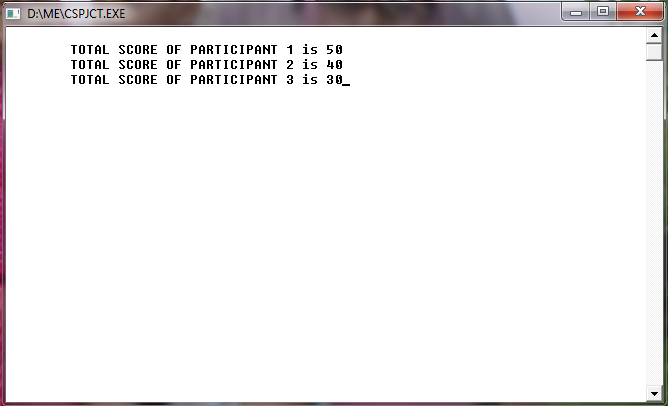 D:\ME\CSPJCT.EXE
TOTAL SCORE OF PARTICIPANT 1 is 50
TOTAL SCORE OF PARTICIPANT 2 is 40
TOTAL SCORE OF PARTICIPANT 3 is 30_